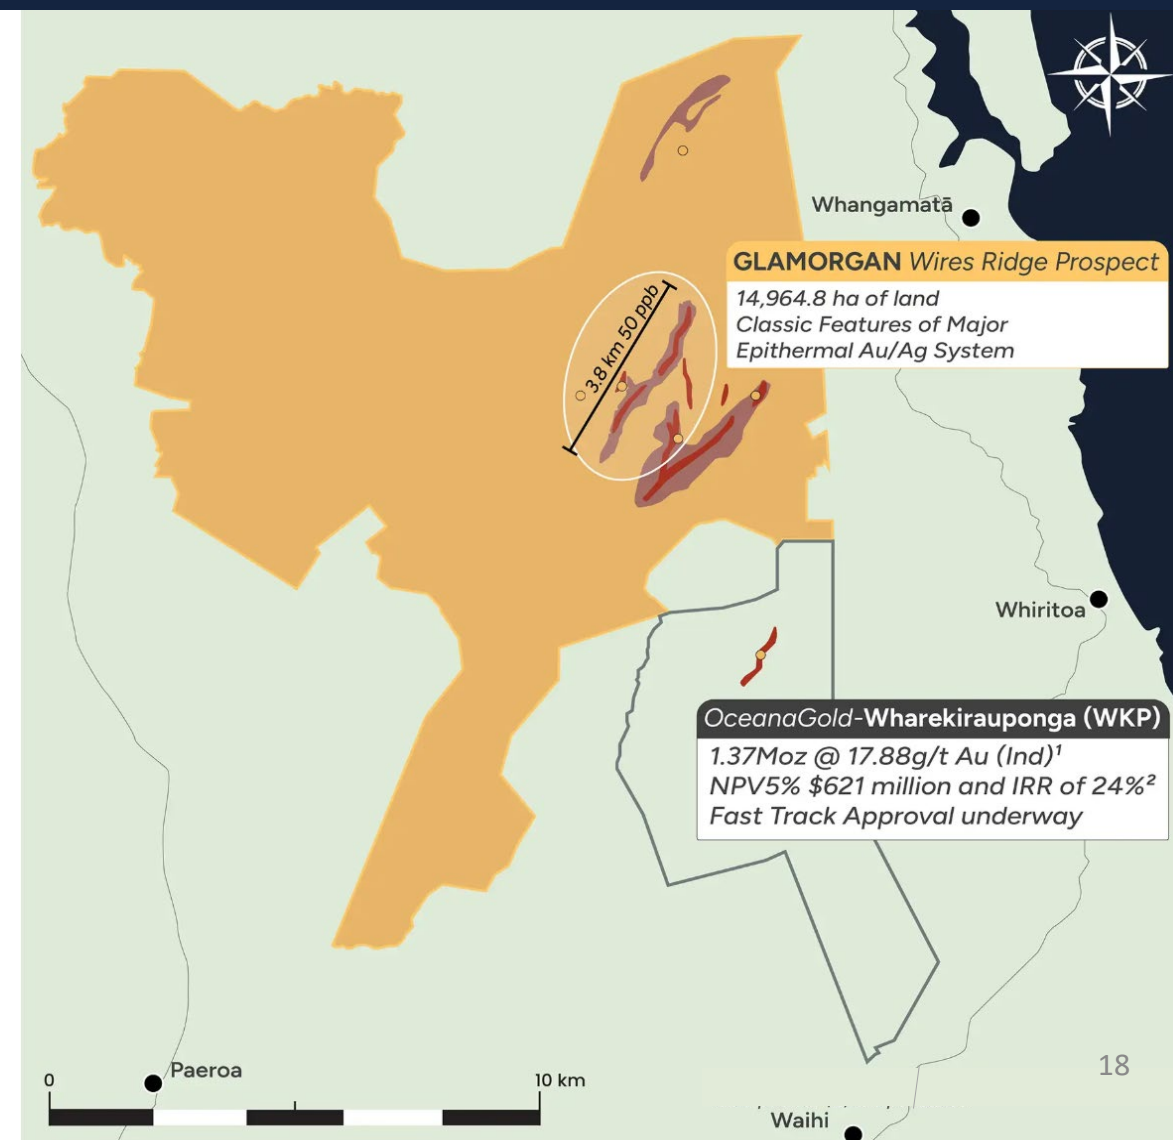 Whangamatā
GLAMORGAN Wires Ridge Prospect
14,964.8 ha of land
Classic Features of Major
Epithermal Au/Ag System
3.8 km 50 ppb
Whiritoa
OceanaGold-Wharekirauponga (WKP)
1.37Moz @ 17.88g/t Au (Ind)¹
NPV5% $621 million and IRR of 24%²
Fast Track Approval underway
18
Paeroa
0
10 km
Waihi